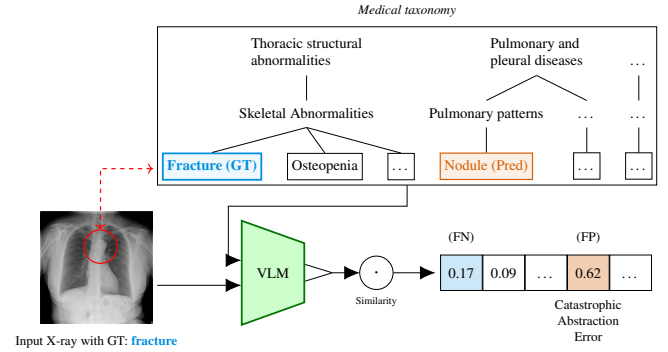 Medical taxonomy
Thoracic structural
abnormalities
Pulmonary and
pleural diseases
...
Skeletal Abnormalities
Pulmonary patterns
...
...
Fracture (GT)
Osteopenia
...
Nodule (Pred)
...
...
(FN)
(FP)
VLM
Similarity
0.17
0.09
...
0.62
...
Catastrophic
Abstraction
Error
Input X-ray with GT: fracture